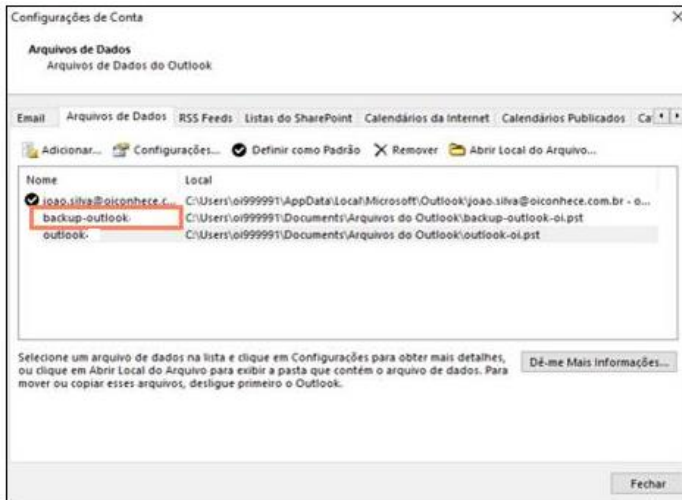 Configurações de Conta
Arquivos de Dados
Arquivos de Dados do Outlook
Email Arquivos de Dados RSS Feeds Listas do SharePoint Calendários da Internet Calendários Publicados Ca
Adicionar... Configurações... Definir como Padrão Remover Abrir Local do Arquivo...
Nome Local
joao.silva@oiconhece.c... C:\Users\oi999991\AppData\Local\Microsoft\Outlook\joao.silva@oiconhece.com.br - o...
backup-outlook- C:\Users\oi999991\Documents\Arquivos do Outlook\backup-outlook-oi.pst
outlook- C:\Users\oi999991\Documents\Arquivos do Outlook\outlook-oi.pst
Selecione um arquivo de dados na lista e clique em Configurações para obter mais detalhes,
ou clique em Abrir Local do Arquivo para exibir a pasta que contém o arquivo de dados. Para
mover ou copiar esses arquivos, desligue primeiro o Outlook.
Dê-me Mais Informações...
Fechar